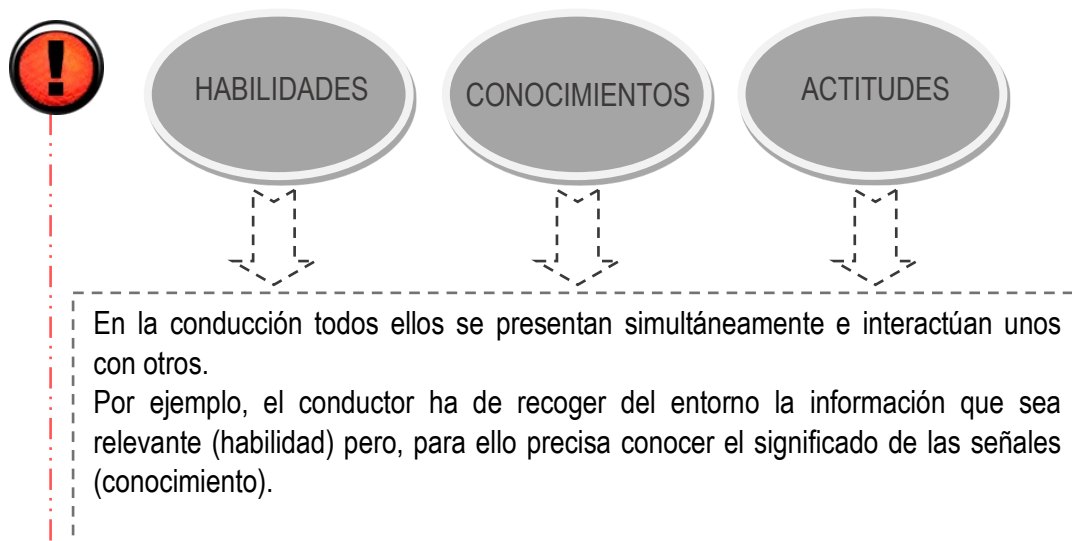 HABILIDADES
CONOCIMIENTOS
ACTITUDES
En la conducción todos ellos se presentan simultáneamente e interactúan unos
con otros.
Por ejemplo, el conductor ha de recoger del entorno la información que sea
relevante (habilidad) pero, para ello precisa conocer el significado de las señales
(conocimiento).